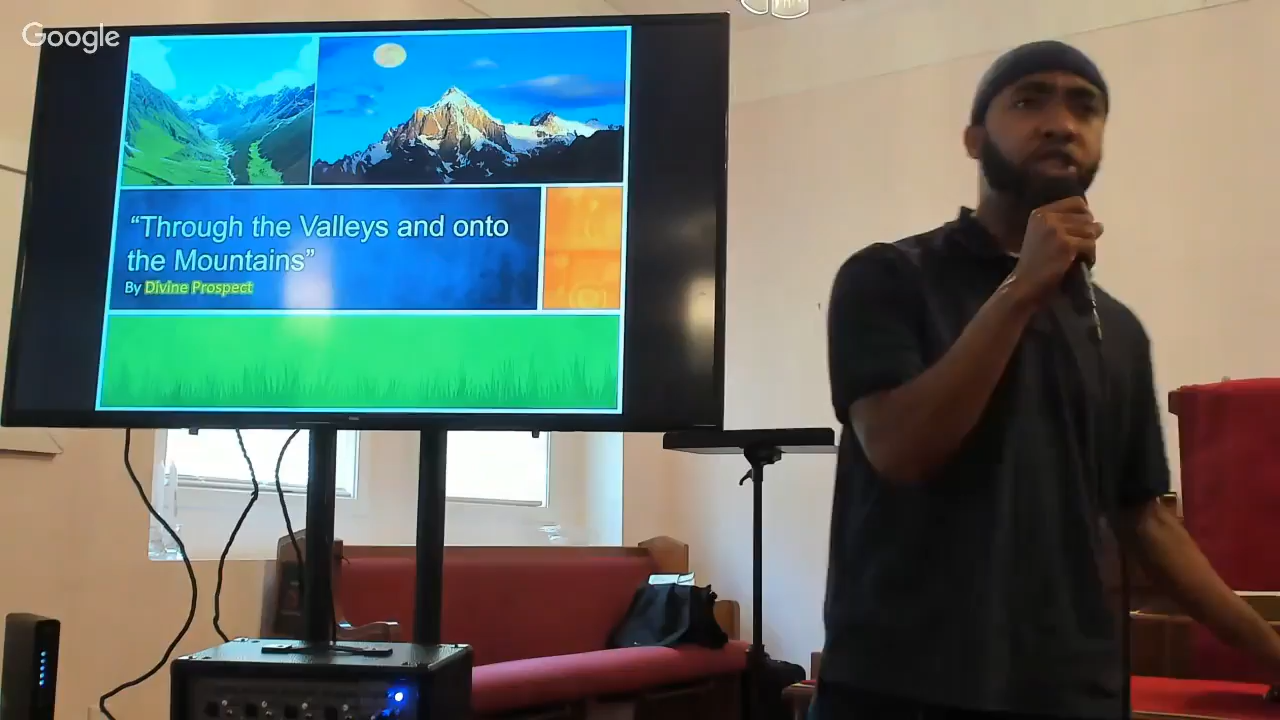 Google
“Through the Valleys and onto
the Mountains”
By Divine Prospect